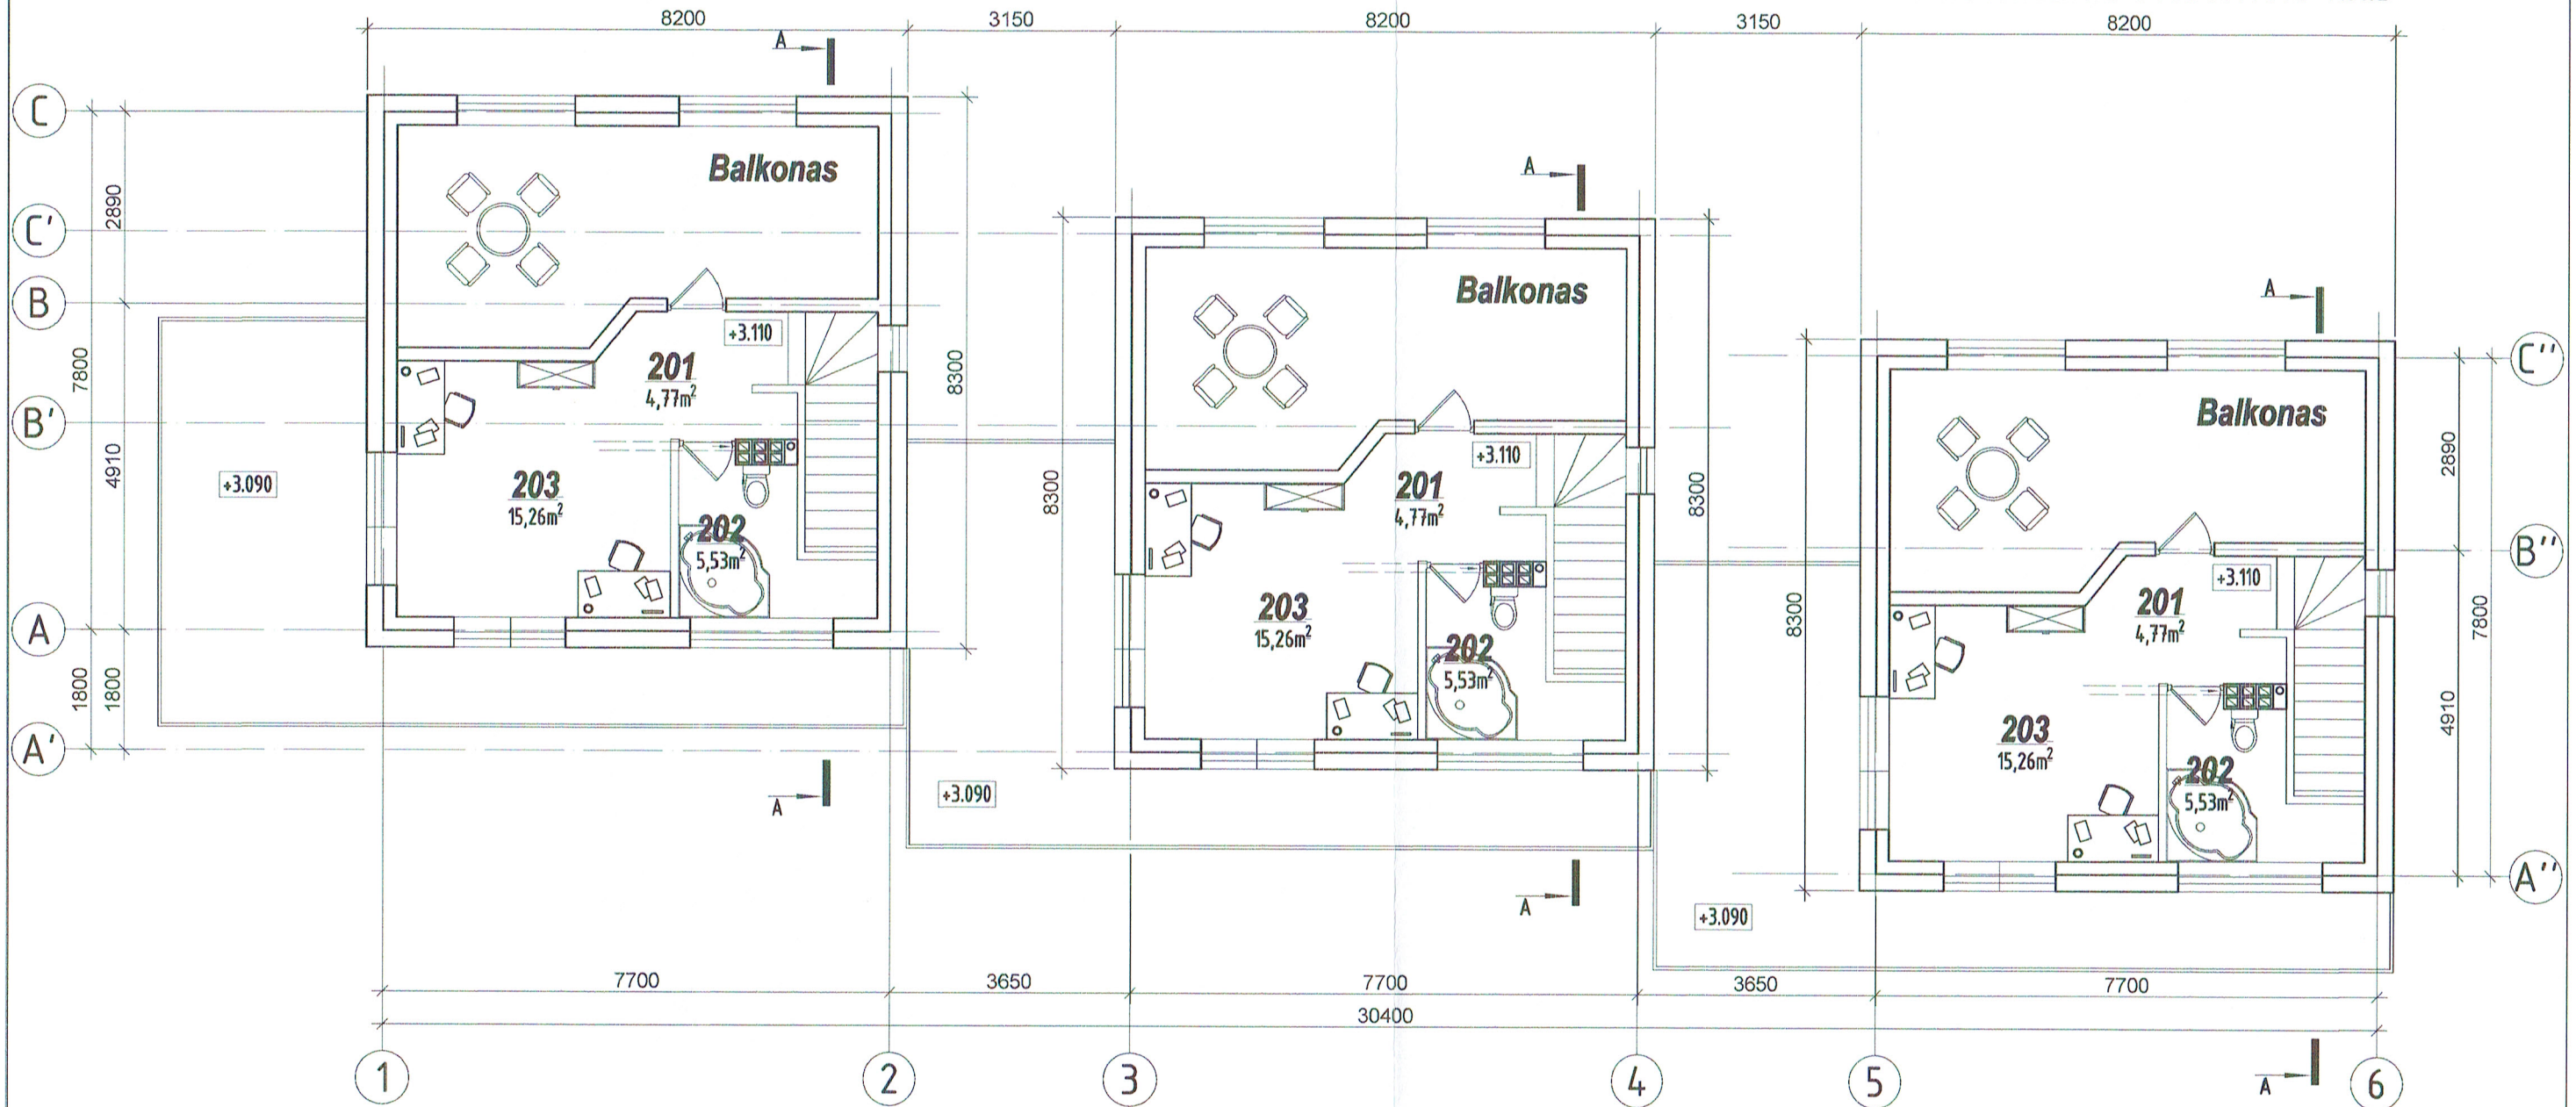 8200
3150
8200
3150
8200
A
A
A
C
C'
B
B'
A
A'
2890
7800
4910
1800
1800
+3.090
Balkonas
+3.110
201
4,77m²
203
15,26m²
202
5,53m²
8300
A
+3.090
8300
Balkonas
+3.110
201
4,77m²
203
15,26m²
202
5,53m²
8300
A
+3.090
8300
Balkonas
+3.110
201
4,77m²
203
15,26m²
202
5,53m²
2890
7800
4910
C''
B''
A''
7700
3650
7700
3650
7700
30400
A
1
2
3
4
5
6